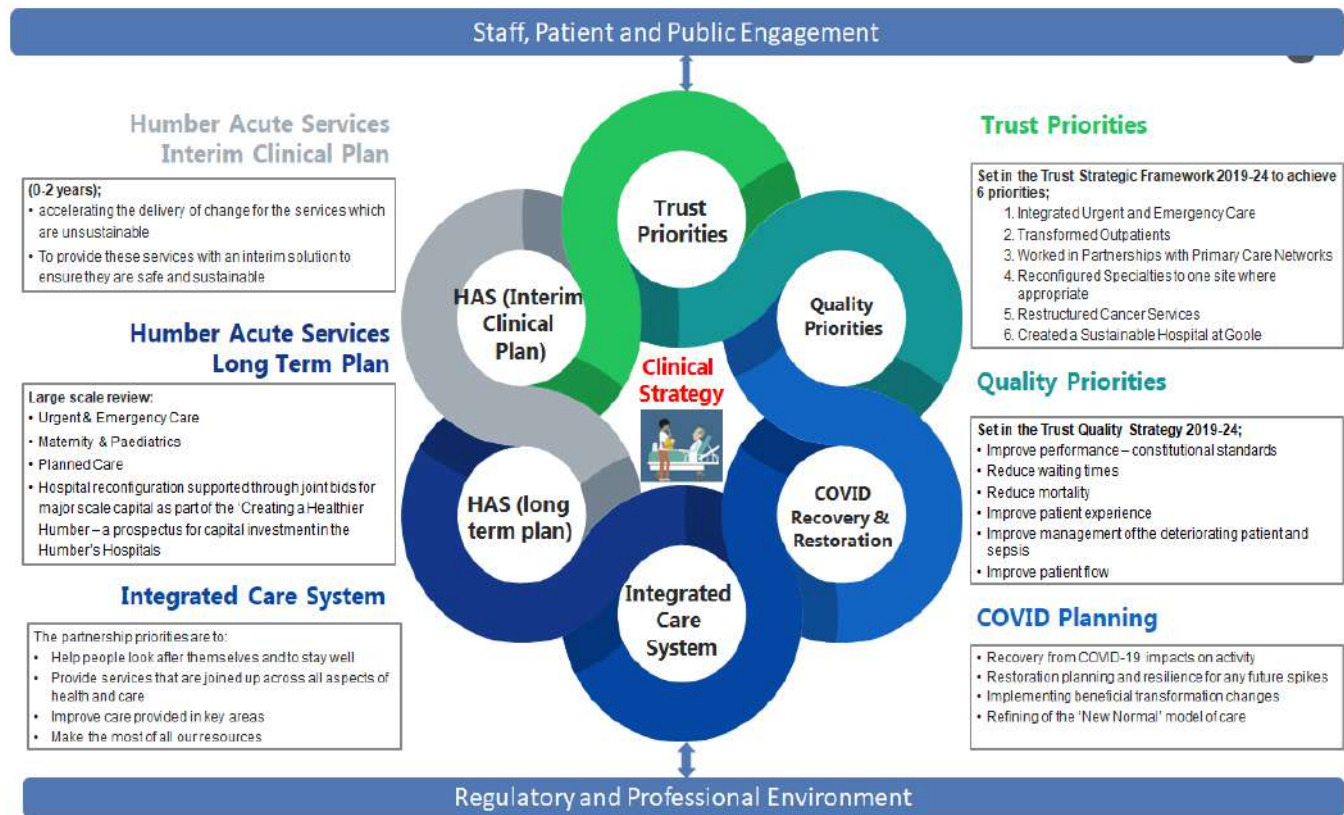 Staff, Patient and Public Engagement
Humber Acute Services
Interim Clinical Plan
(0-2 years);
• accelerating the delivery of change for the services which
are unsustainable
• To provide these services with an interim solution to
ensure they are safe and sustainable
Humber Acute Services
Long Term Plan
Large scale review:
• Urgent & Emergency Care
• Maternity & Paediatrics
• Planned Care
• Hospital reconfiguration supported through joint bids for
major scale capital as part of the ‘Creating a Healthier
Humber – a prospectus for capital investment in the
Humber's Hospitals
Integrated Care System
The partnership priorities are to:
• Help people look after themselves and to stay well
• Provide services that are joined up across all aspects of
health and care
• Improve care provided in key areas
• Make the most of all our resources
Trust
Priorities
HAS (Interim
Clinical
Plan)
Quality
Priorities
Clinical
Strategy
HAS (long
term plan)
COVID
Recovery &
Restoration
Integrated
Care
System
Trust Priorities
Set in the Trust Strategic Framework 2019-24 to achieve
6 priorities;
1. Integrated Urgent and Emergency Care
2. Transformed Outpatients
3. Worked in Partnerships with Primary Care Networks
4. Reconfigured Specialties to one site where
appropriate
5. Restructured Cancer Services
6. Created a Sustainable Hospital at Goole
Quality Priorities
Set in the Trust Quality Strategy 2019-24;
• Improve performance – constitutional standards
• Reduce waiting times
• Reduce mortality
• Improve patient experience
• Improve management of the deteriorating patient and
sepsis
• Improve patient flow
COVID Planning
• Recovery from COVID-19 impacts on activity
• Restoration planning and resilience for any future spikes
• Implementing beneficial transformation changes
• Refining of the ‘New Normal’ model of care
Regulatory and Professional Environment